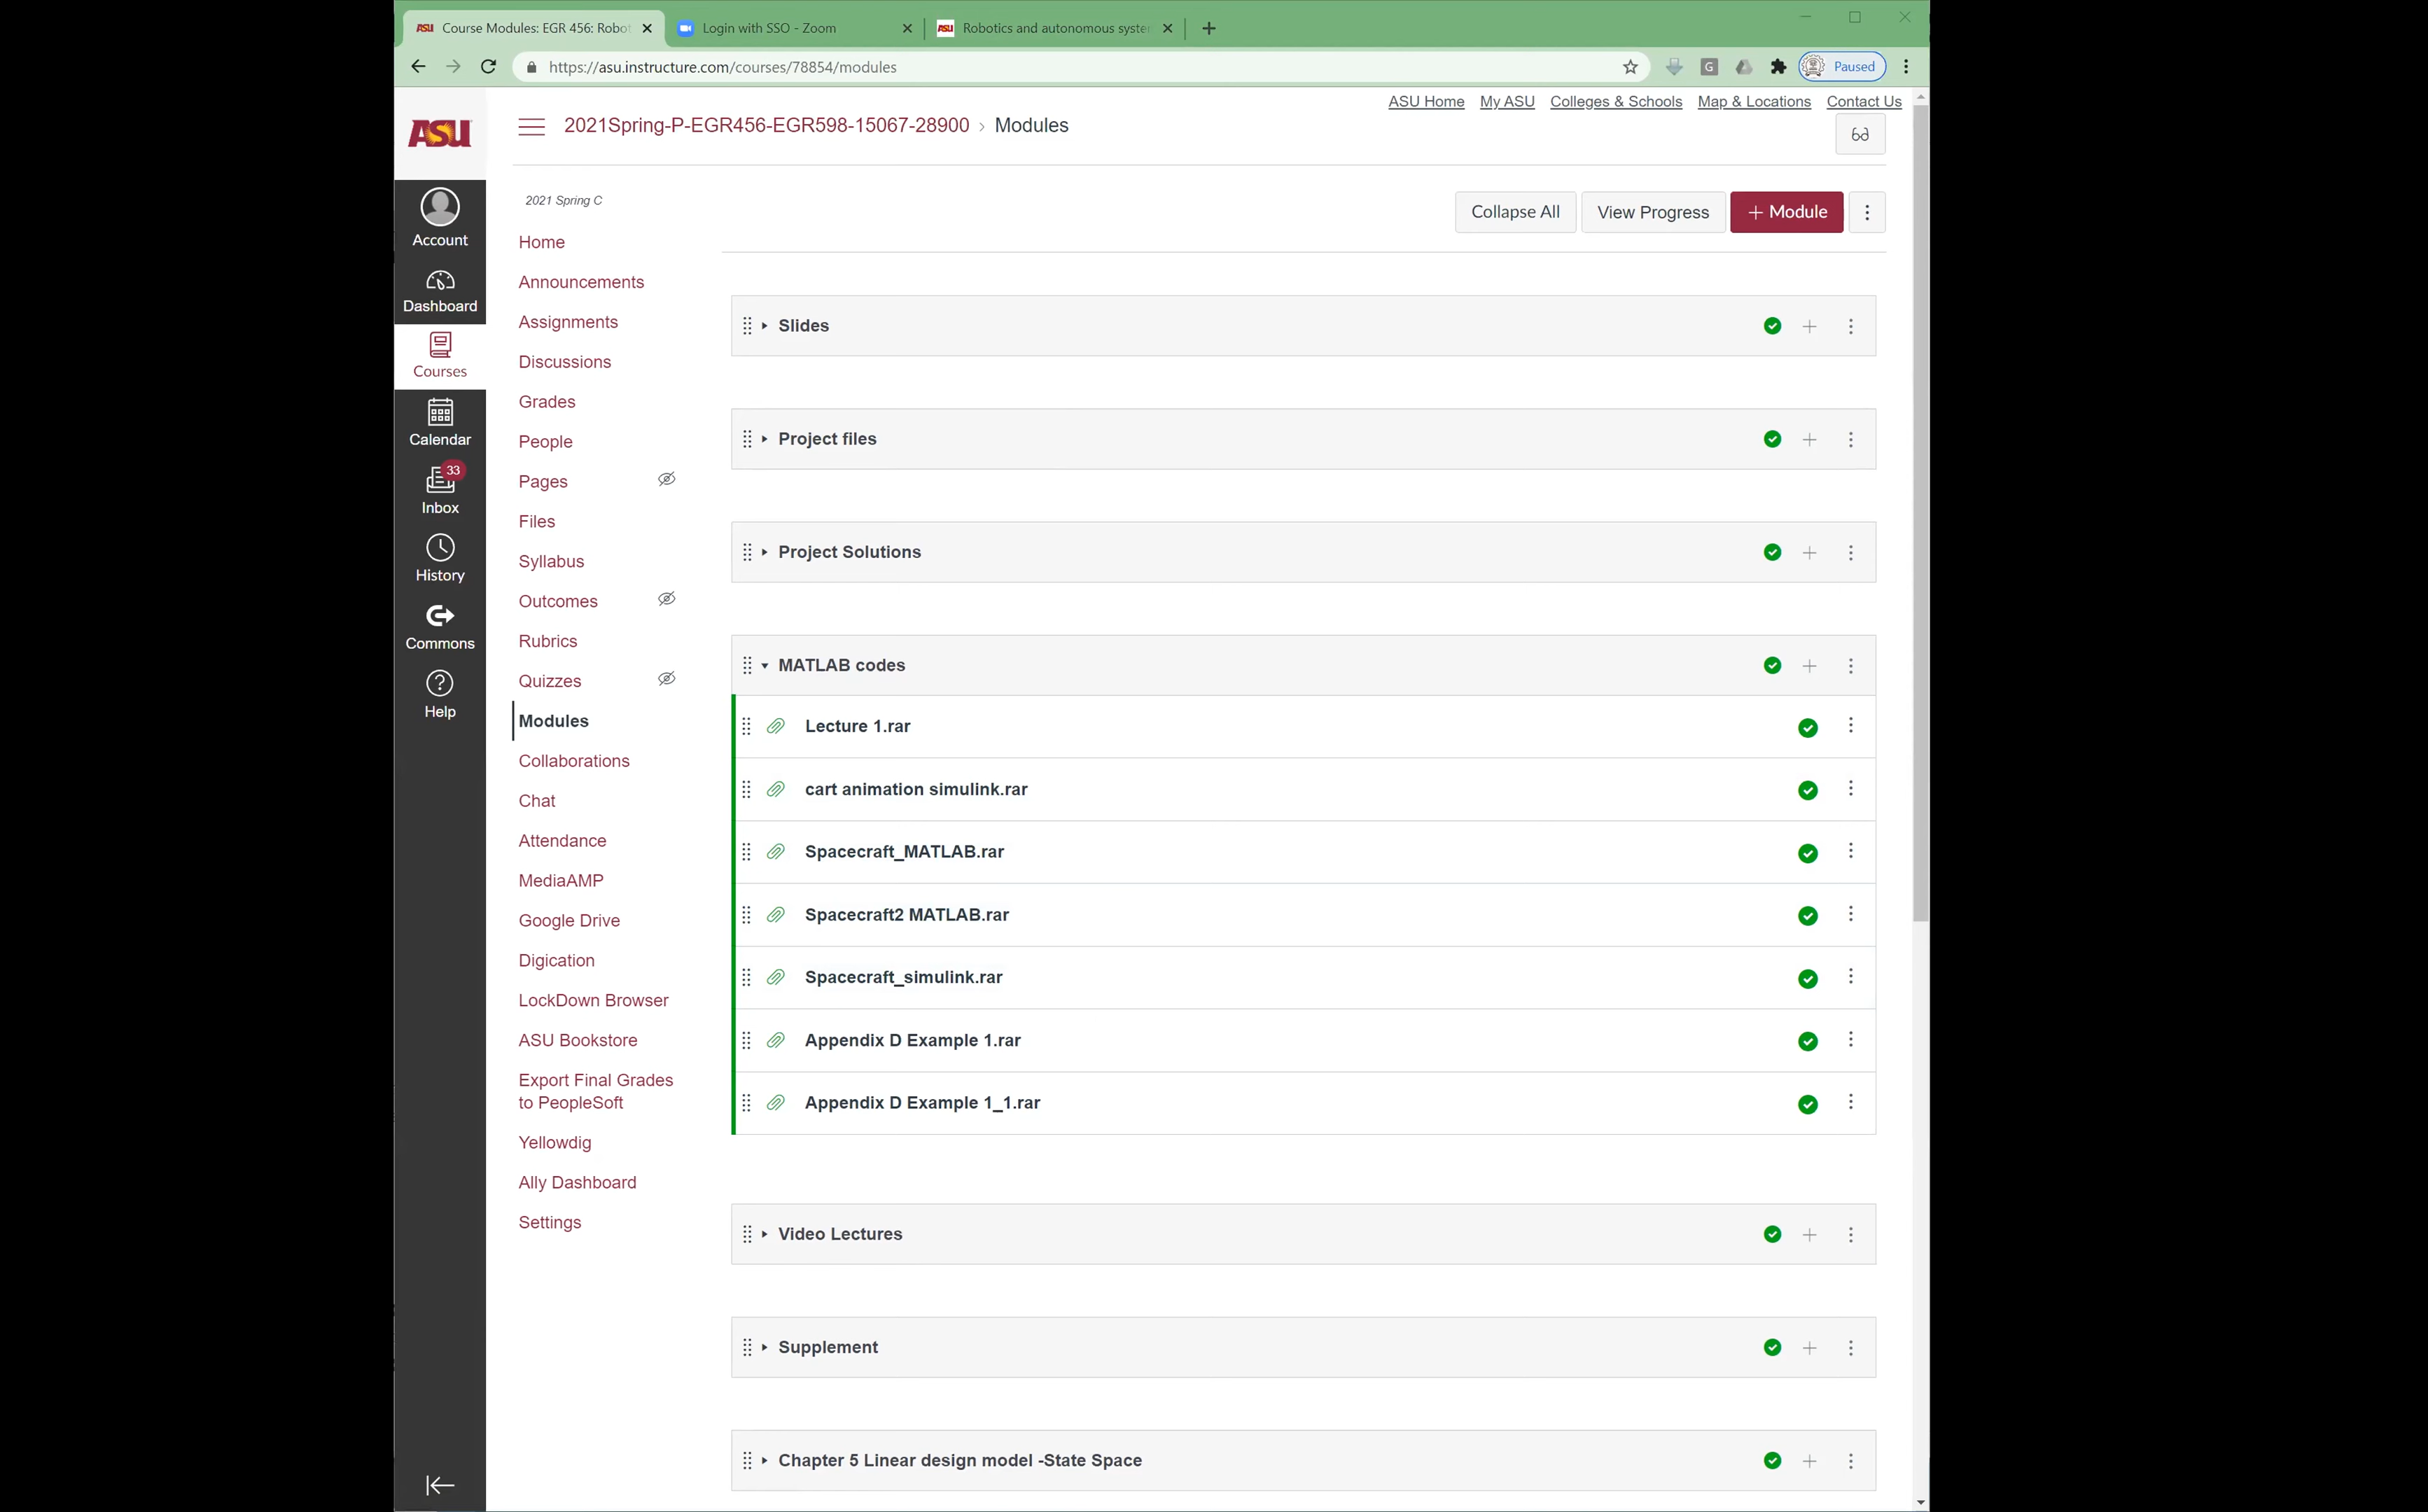 Course Modules: EGR 456: Robot
Login with SSO - Zoom
Robotics and autonomous syste
https://asu.instructure.com/courses/78854/modules
G
Paused
ASU Home My ASU Colleges & Schools Map & Locations Contact Us
ASU
2021Spring-P-EGR456-EGR598-15067-28900 › Modules
2021 Spring C
Collapse All
View Progress
+ Module
Account
Dashboard
Courses
Calendar
33
Inbox
History
Commons
Help
Home
Announcements
Assignments
Discussions
Grades
People
Pages
Files
Syllabus
Outcomes
Rubrics
Quizzes
Modules
Collaborations
Chat
Attendance
MediaAMP
Google Drive
Digication
LockDown Browser
ASU Bookstore
Export Final Grades
to PeopleSoft
Yellowdig
Ally Dashboard
Settings
Slides
Project files
Project Solutions
MATLAB codes
Lecture 1.rar
cart animation simulink.rar
Spacecraft_MATLAB.rar
Spacecraft2 MATLAB.rar
Spacecraft_simulink.rar
Appendix D Example 1.rar
Appendix D Example 1_1.rar
Video Lectures
Supplement
Chapter 5 Linear design model -State Space